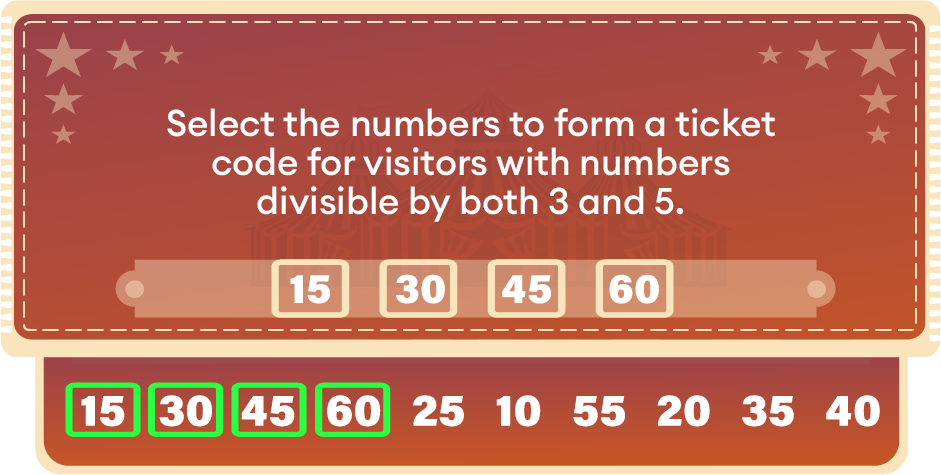 Select the numbers to form a ticket
code for visitors with numbers
divisible by both 3 and 5.
15 30 45 60
15 30 45 60 25 10 55 20 35 40